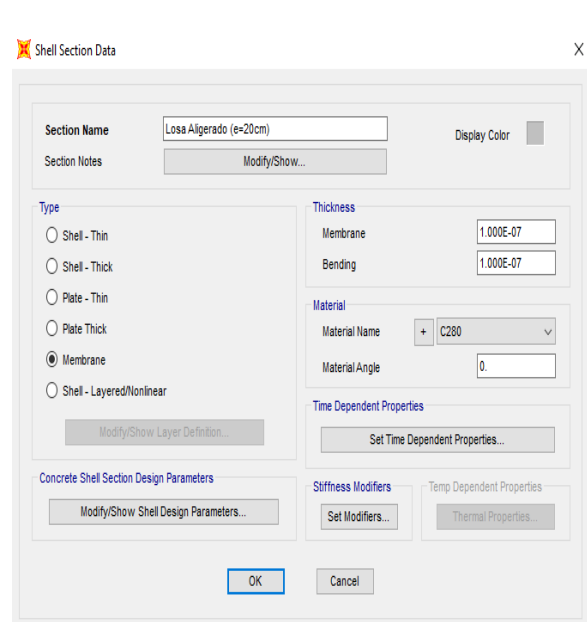 Shell Section Data
X
Section Name
Losa Aligerado (e=20cm)
Display Color
Section Notes
Modify/Show...
Type
Shell - Thin
Shell - Thick
Plate - Thin
Plate Thick
Membrane
Shell - Layered/Nonlinear
Modify/Show Layer Definition...
Thickness
Membrane 1.000E-07
Bending 1.000E-07
Material
Material Name + C280
Material Angle 0.
Time Dependent Properties
Set Time Dependent Properties...
Concrete Shell Section Design Parameters
Modify/Show Shell Design Parameters...
Stiffness Modifiers
Set Modifiers...
Temp Dependent Properties
Thermal Properties...
OK
Cancel